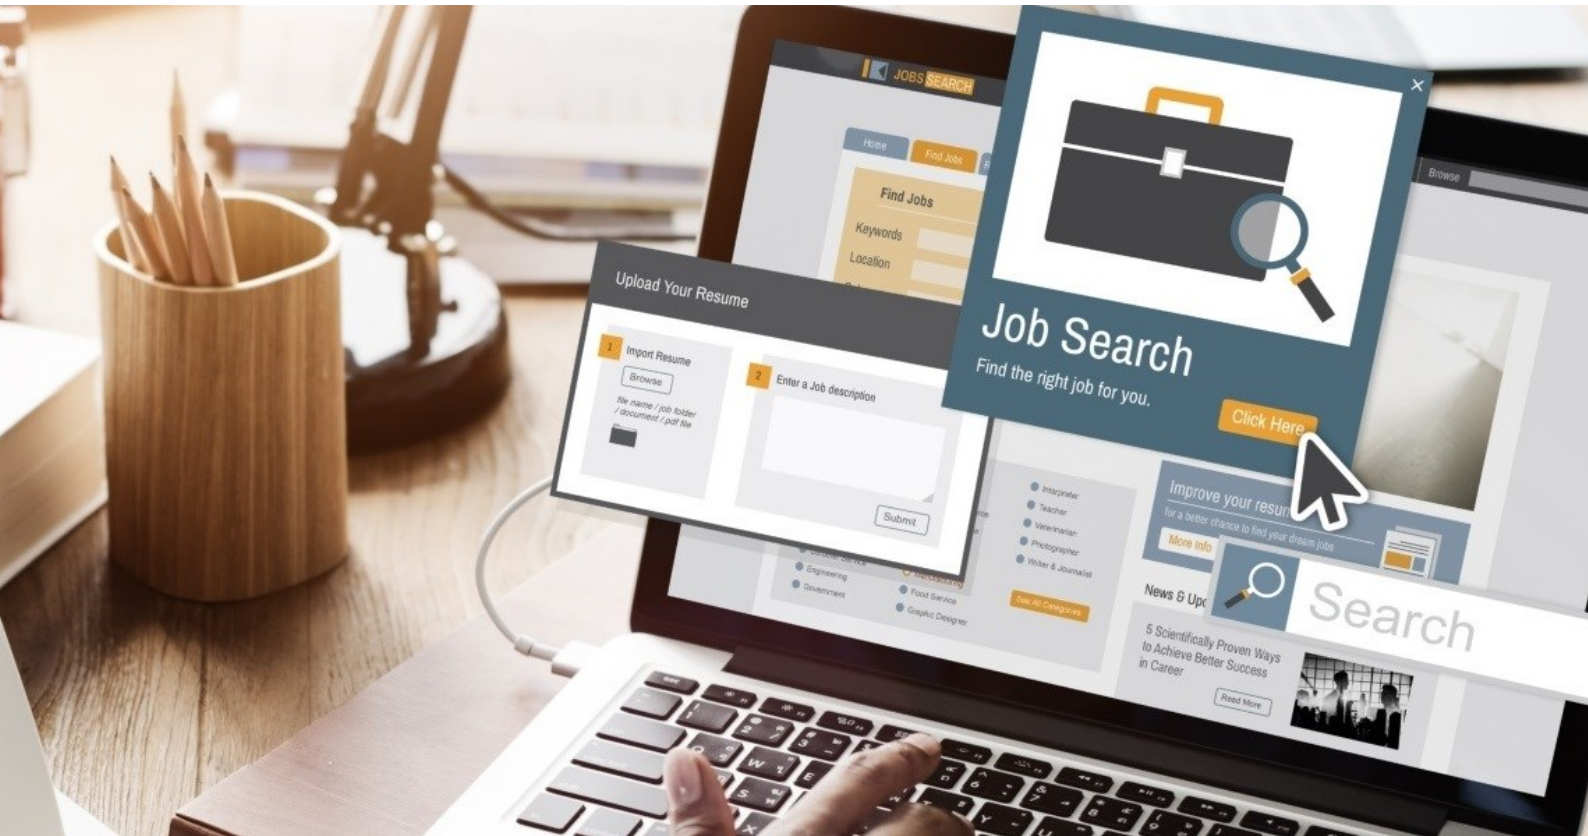 JOBS SEARCH
Home
Find Jobs
Find Jobs
Keywords
Location
Browse
Upload Your Resume
1
Import Resume
Browse
file name / job folder
/ document / .pdf file
2
Enter a Job description
Submit
Job Search
Find the right job for you.
Click Here
Interpreter
Teacher
Veterinarian
Photographer
Writer & Journalist
See All Categories
Engineering
Government
Manufacturing
Food Service
Graphic Designer
Improve your resum
for a better chance to find your dream jobs
More Info
Search
News & Upd
5 Scientifically Proven Ways
to Achieve Better Success
in Career
Read More